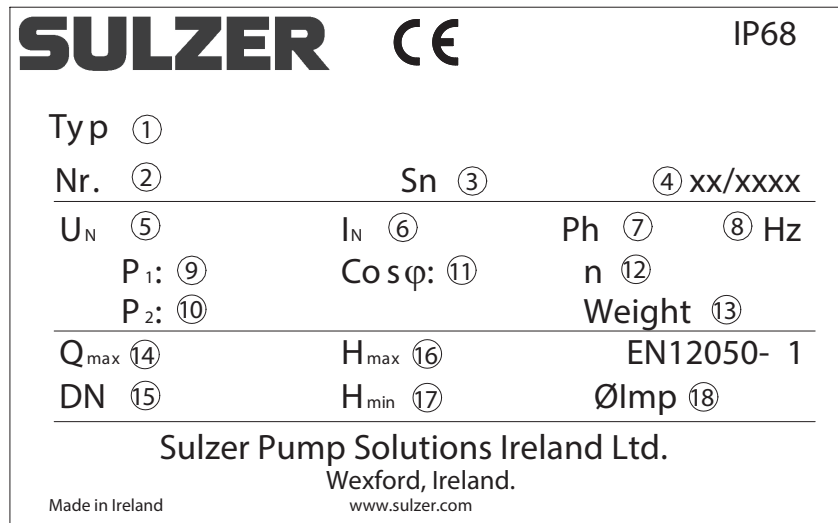 SULZER CE IP68
Typ ①
Nr. ② Sn ③ ④ xx/xxxx
UN ⑤ IN ⑥ Ph ⑦ ⑧ Hz
P1: ⑨ Cosφ: ⑪ n ⑫
P2: ⑩ Weight ⑬
Qmax ⑭ Hmax ⑯ EN12050- 1
DN ⑮ Hmin ⑰ ØImp ⑱
Sulzer Pump Solutions Ireland Ltd.
Wexford, Ireland.
Made in Ireland www.sulzer.com